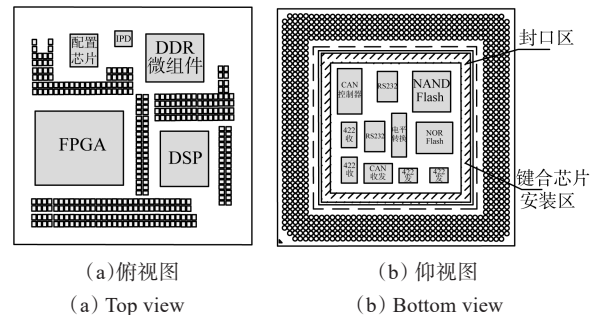 配置
芯片
IPD
DDR
微组件
FPGA
DSP
CAN
控制器
RS232
NAND
Flash
422
收
RS232
电平
转换
NOR
Flash
422
收
CAN
收发
422
发
422
发
封口区
键合芯片
安装区
(a)俯视图
(a) Top view
(b) 仰视图
(b) Bottom view